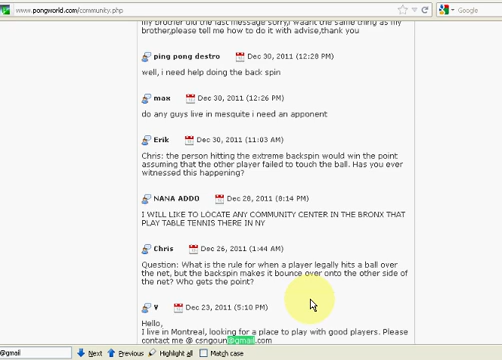 www.pongworld.com/community.php
Google
my brother did the last message sorry/ waant the same thing as my
brother,please tell me how to do it with advise,thank you
ping pong destro Dec 30, 2011 (12:28 PM)
well, i need help doing the back spin
max Dec 30, 2011 (12:26 PM)
do any guys live in mesquite i need an apponent
Erik Dec 30, 2011 (11:03 AM)
Chris: the person hitting the extreme backspin would win the point
assuming that the other player failed to touch the ball. Has you ever
witnessed this happening?
NANA ADDO Dec 28, 2011 (8:14 PM)
I WILL LIKE TO LOCATE ANY COMMUNITY CENTER IN THE BRONX THAT
PLAY TABLE TENNIS THERE IN NY
Chris Dec 26, 2011 (1:44 AM)
Question: What is the rule for when a player legally hits a ball over
the net, but the backspin makes it bounce over onto the other side of
the net? Who gets the point?
Y Dec 23, 2011 (5:10 PM)
Hello,
I live in Montreal, looking for a place to play with good players. Please
contact me @ csngoun@gmail.com
@gmail Next Previous Highlight all Match case